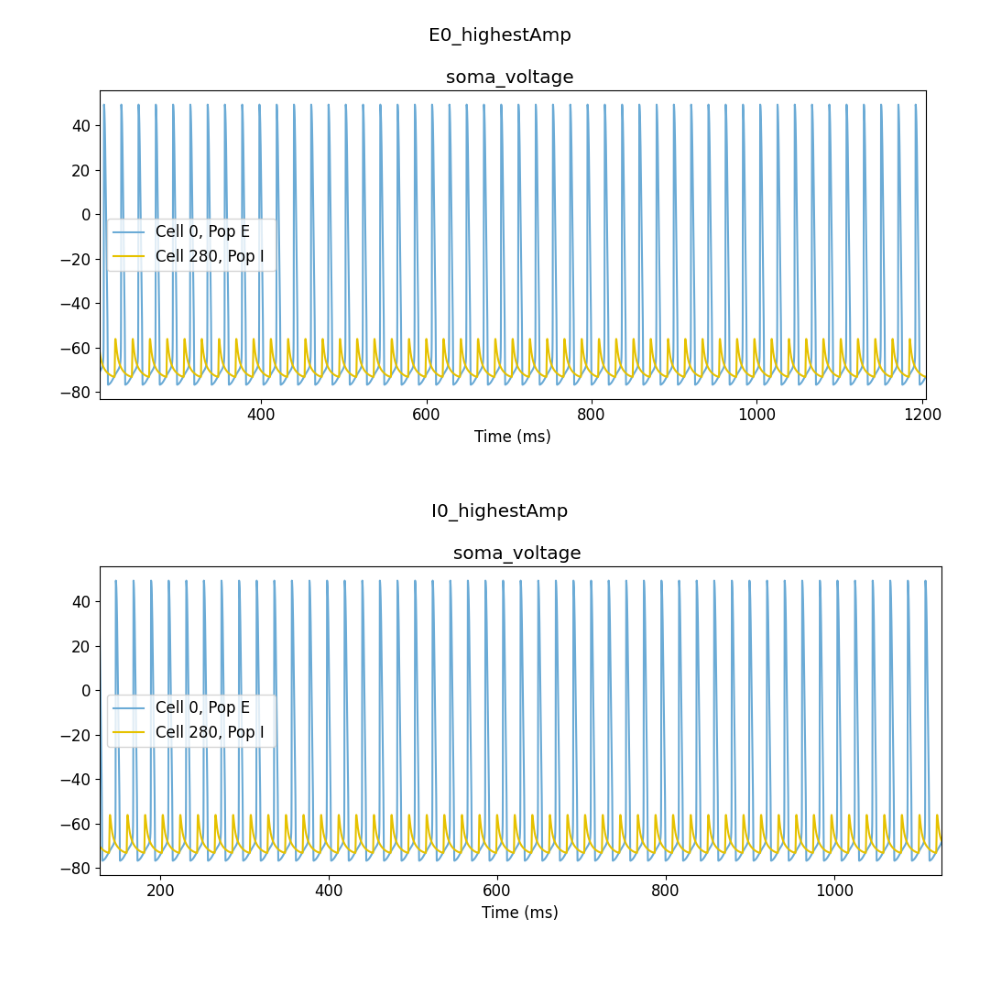 E0_highestAmp
soma_voltage
40
20
0
−20
−40
−60
−80
Cell 0, Pop E
Cell 280, Pop I
400 600 800 1000 1200
Time (ms)
I0_highestAmp
soma_voltage
40
20
0
−20
−40
−60
−80
Cell 0, Pop E
Cell 280, Pop I
200 400 600 800 1000
Time (ms)